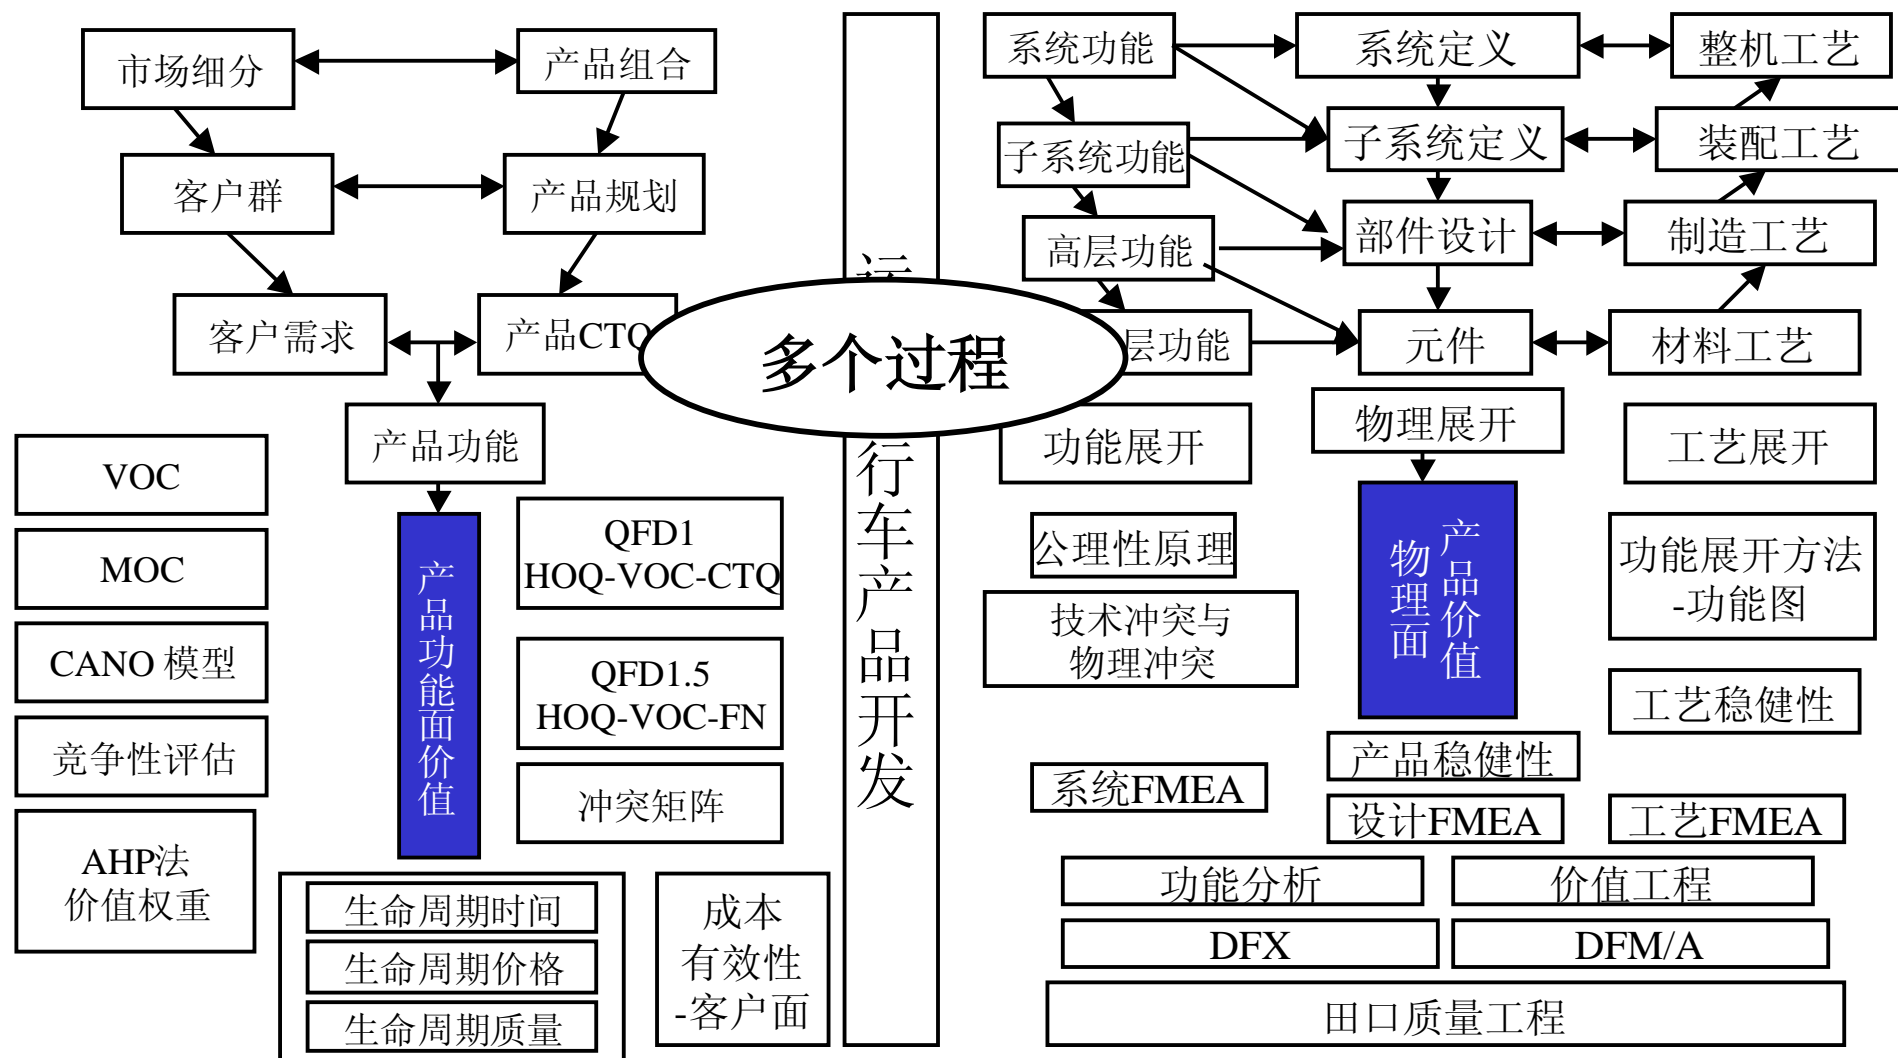 市场细分
产品组合
客户群
产品规划
客户需求
产品CTQ
产品功能
VOC
MOC
CANO 模型
竞争性评估
AHP法
价值权重
产品功能面价值
QFD1
HOQ-VOC-CTQ
QFD1.5
HOQ-VOC-FN
冲突矩阵
生命周期时间
生命周期价格
生命周期质量
成本
有效性
-客户面
运
行车产品开发
多个过程
系统功能
系统定义
整机工艺
子系统功能
子系统定义
装配工艺
高层功能
部件设计
制造工艺
层功能
元件
材料工艺
功能展开
物理展开
工艺展开
公理性原理
产品价值
物理面
功能展开方法
-功能图
技术冲突与
物理冲突
工艺稳健性
产品稳健性
系统FMEA
设计FMEA
工艺FMEA
功能分析
价值工程
DFX
DFM/A
田口质量工程